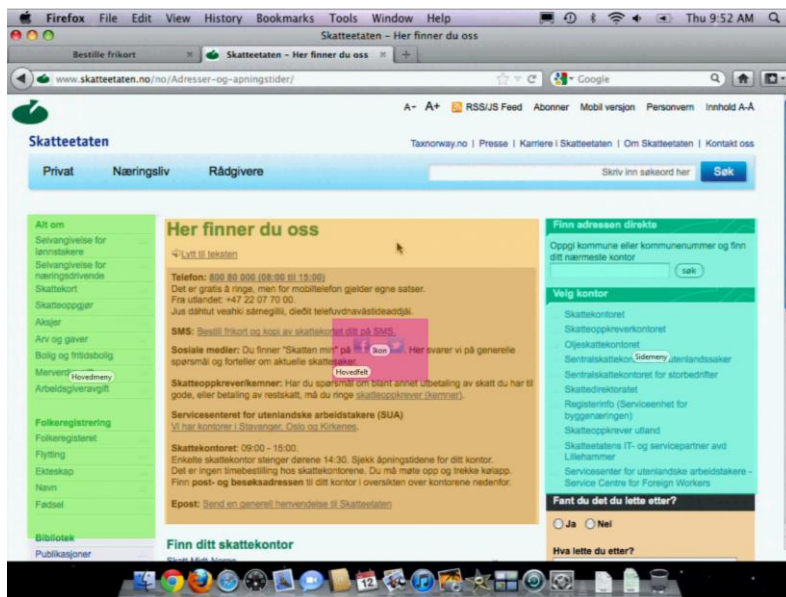 Firefox File Edit View History Bookmarks Tools Window Help Thu 9:52 AM
Skatteetaten – Her finner du oss
Bestille frikort
Skatteetaten – Her finner du oss
www.skatteetaten.no/no/Adresser-og-apningstider/
Google
A- A+ RSS/JS Feed Abonner Mobil versjon Personvern Innhold A-Å
Skatteetaten
Taxnorway.no | Presse | Karriere i Skatteetaten | Om Skatteetaten | Kontakt oss
Privat Næringsliv Rådgivere
Skriv inn søkeord her Søk
Alt om
Selvangivelse for
lønnstakere
Selvangivelse for
næringsdrivende
Skattekort
Skatteoppgjør
Aksjer
Arv og gaver
Bolig og fritidsbolig
Hovedmeny
Arbeidsgiveravgift
Folkeregistrering
Folkeregisteret
Flytting
Ekteskap
Navn
Fødsel
Bibliotek
Publikasjoner
Her finner du oss
Lytt til teksten
Telefon: 800 80 000 (08:00 til 15:00)
Det er gratis å ringe, men for mobiltelefon gjelder egne satser.
Fra utlandet: +47 22 07 70 00.
Jus dáhtut veahki sámegillii, dieđit telefuvdnavástideaddjái.
SMS: Bestill frikort og kopi av skattekortet ditt på SMS.
Sosiale medier: Du finner "Skatten min" på Ikon Her svarer vi på generelle
spørsmål og forteller om aktuelle skattesaker.
Hovedfelt
Skatteoppkrever/kemner: Har du spørsmål om blant annet utbetaling av skatt du har til
gode, eller betaling av restskatt, må du ringe skatteoppkrever (kemner).
Servicesenteret for utenlandske arbeidstakere (SUA)
Vi har kontorer i Stavanger, Oslo og Kirkenes.
Skattekontoret: 09:00 - 15:00.
Enkelte skattekontor stenger dørene 14:30. Sjekk åpningstidene for ditt kontor.
Det er ingen timebestilling hos skattekontorene. Du må møte opp og trekke kølapp.
Finn post- og besøksadressen til ditt kontor i oversikten over kontorene nedenfor.
Epost: Send en generell henvendelse til Skatteetaten
Finn ditt skattekontor
Skatt Midt-Norge
Finn adressen direkte
Oppgi kommune eller kommunenummer og finn
ditt nærmeste kontor
søk
Velg kontor
Skattekontoret
Skatteoppkreverkontoret
Oljeskattekontoret
Sidemeny utenlandssaker
Sentralskattekontoret for storbedrifter
Skattedirektoratet
Registerinfo (Serviceenhet for
byggenæringen)
Skatteoppkrever utland
Skatteetatens IT- og servicepartner avd
Lillehammer
Servicesenter for utenlandske arbeidstakere -
Service Centre for Foreign Workers
Fant du det du lette etter?
Ja Nei
Hva lette du etter?